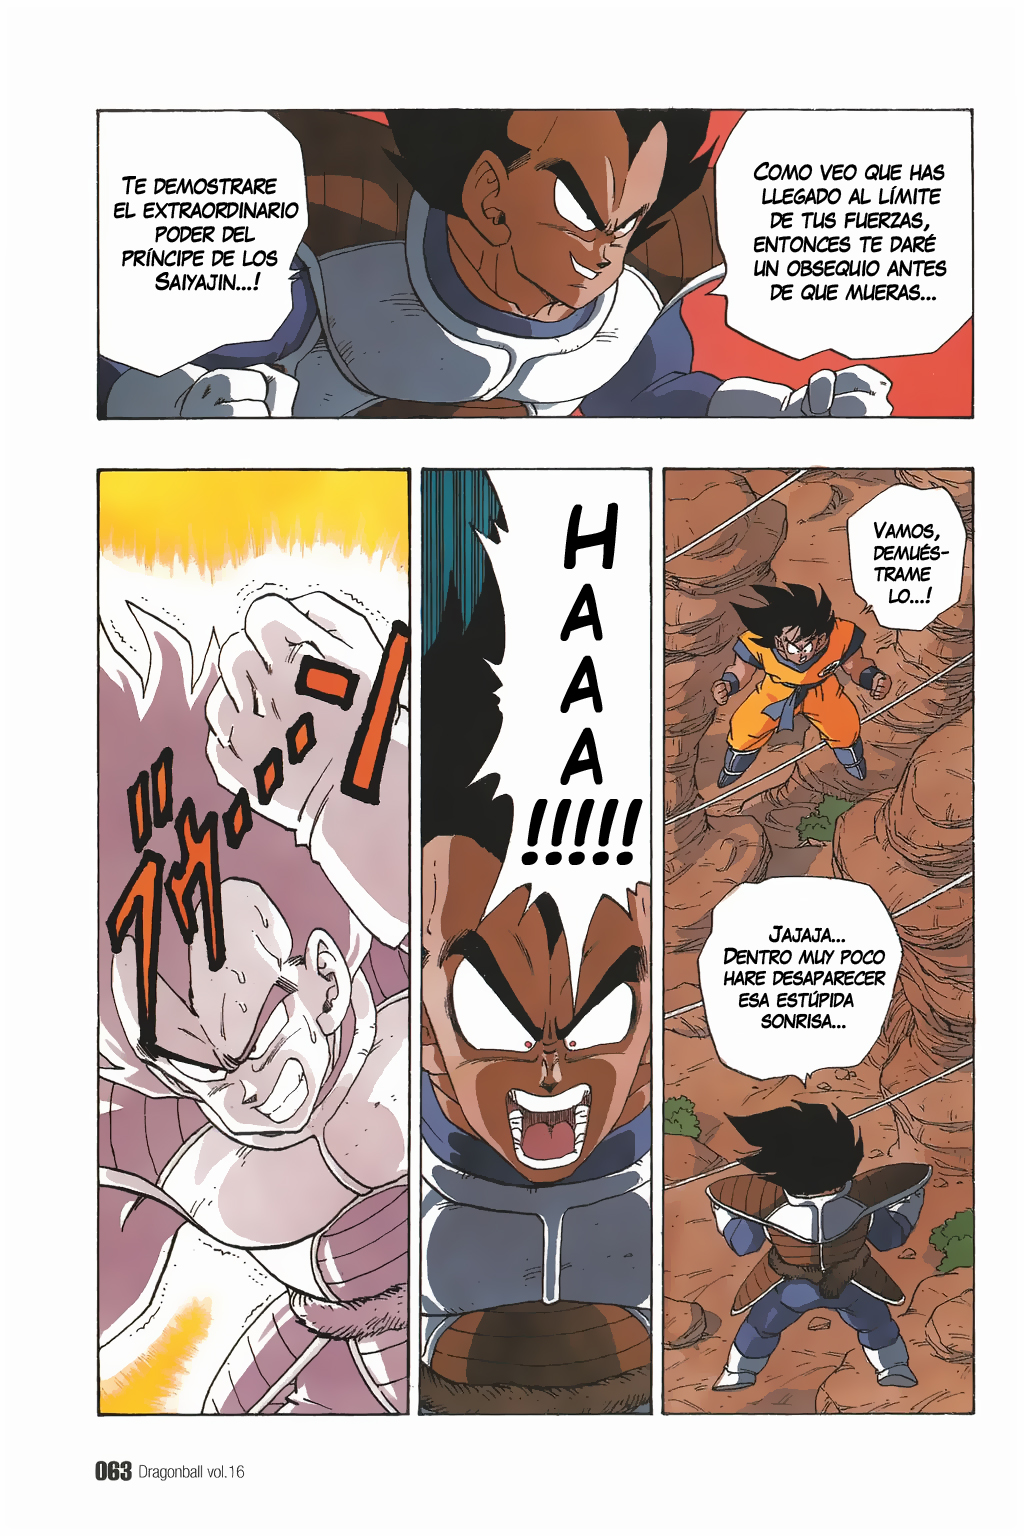 COMO VEO QUE HAS
LLEGADO AL LÍMITE
DE TUS FUERZAS,
ENTONCES TE DARÉ
UN OBSEQUIO ANTES
DE QUE MUERAS...
TE DEMOSTRARE
EL EXTRAORDINARIO
PODER DEL
PRÍNCIPE DE LOS
SAIYAJIN...!
VAMOS,
DEMUÉS-
TRAME
LO...!
JAJAJA...
DENTRO MUY POCO
HARE DESAPARECER
ESA ESTÚPIDA
SONRISA...
H
A
A
A
!!!!!
063 Dragonball vol.16